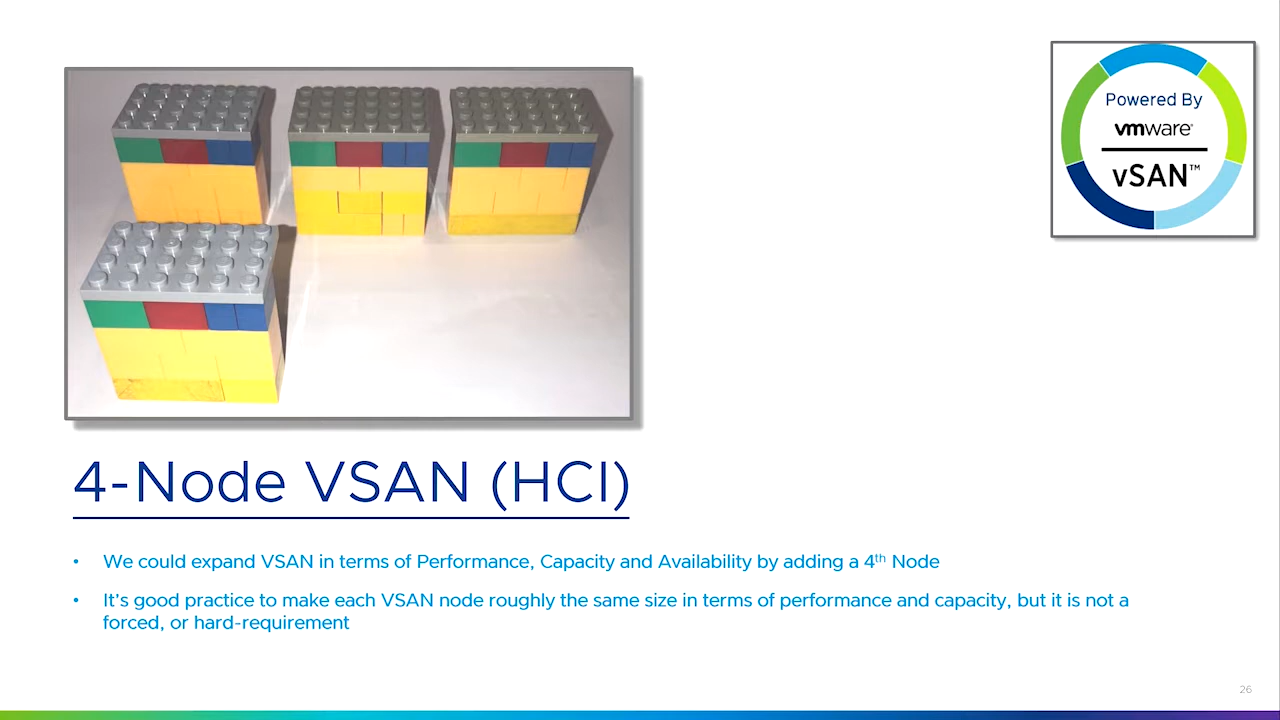 Powered By
vmware®
vSAN™
4-Node VSAN (HCI)
• We could expand VSAN in terms of Performance, Capacity and Availability by adding a 4th Node
• It's good practice to make each VSAN node roughly the same size in terms of performance and capacity, but it is not a
forced, or hard-requirement
26